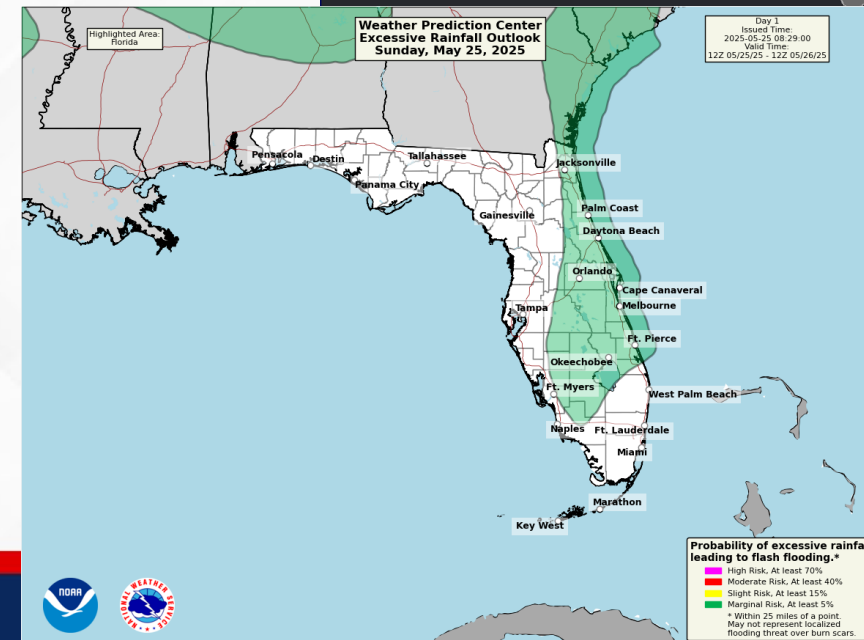 Weather Prediction Center
Excessive Rainfall Outlook
Sunday, May 25, 2025
Highlighted Area:
Florida
Day 1
Issued Time:
2025-05-25 08:29:00
Valid Time:
12Z 05/25/25 - 12Z 05/26/25
Pensacola
Destin
Tallahassee
Panama City
Jacksonville
Gainesville
Palm Coast
Daytona Beach
Orlando
Cape Canaveral
Melbourne
Tampa
Ft. Pierce
Okeechobee
Ft. Myers
West Palm Beach
Naples
Ft. Lauderdale
Miami
Marathon
Key West
Probability of excessive rainfa
leading to flash flooding.*
High Risk, At least 70%
Moderate Risk, At least 40%
Slight Risk, At least 15%
Marginal Risk, At least 5%
* Within 25 miles of a point.
May not represent localized
flooding threat over burn scars.
NOAA
NATIONAL WEATHER SERVICE